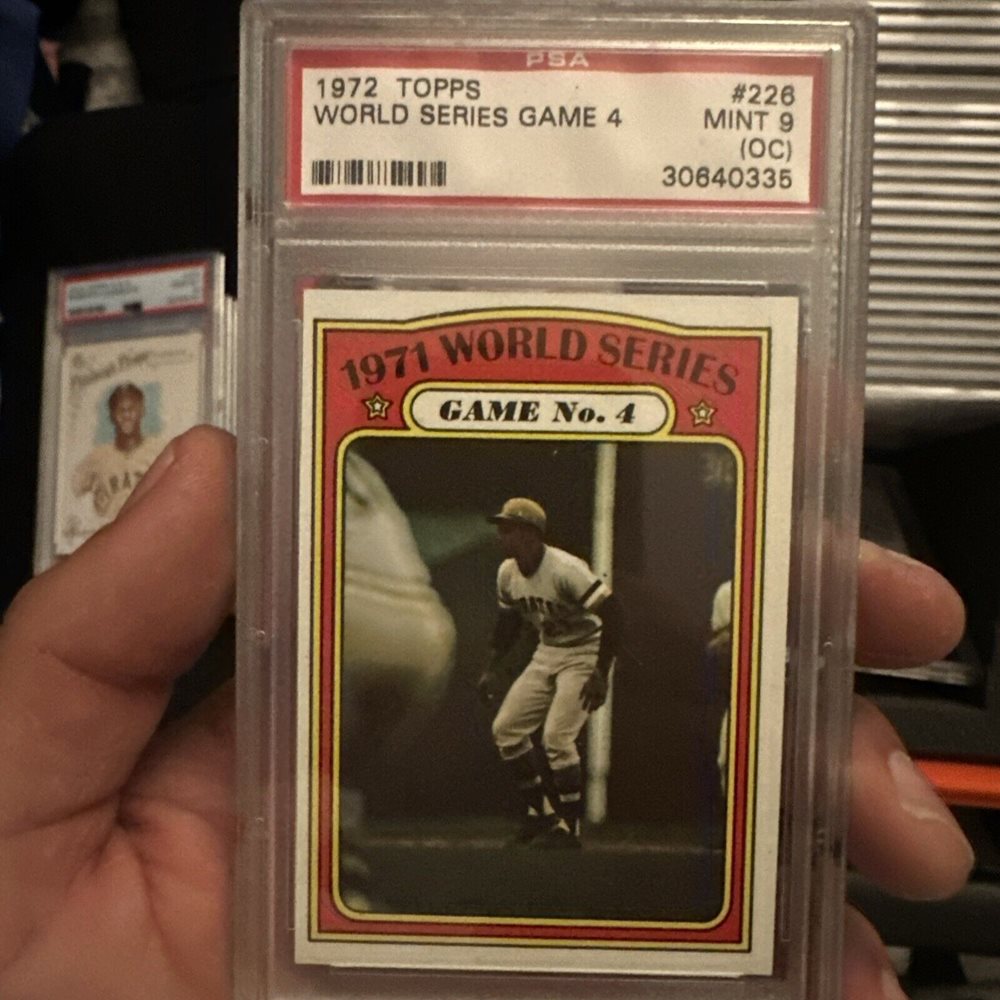 PSA
1972 TOPPS #226
WORLD SERIES GAME 4 MINT 9
(OC)
30640335
1971 WORLD SERIES
GAME No. 4